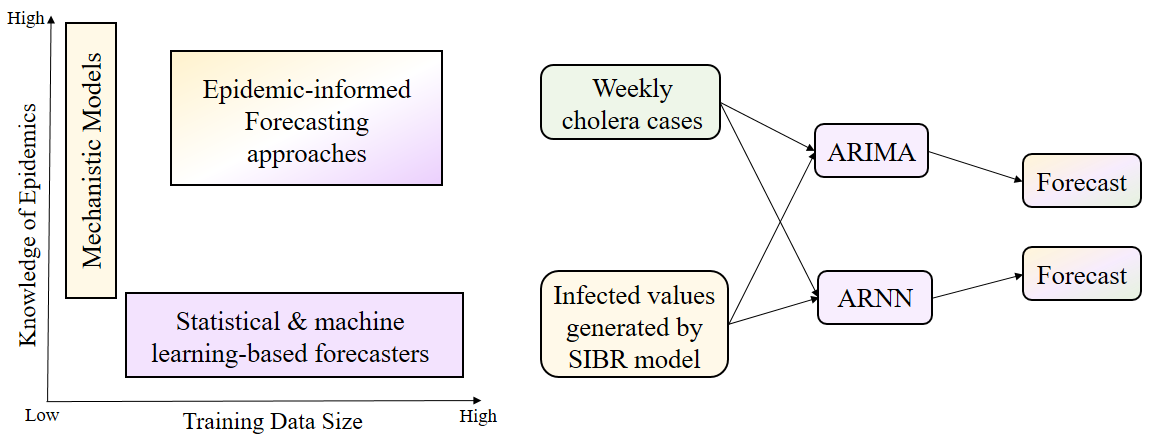 High
Knowledge of Epidemics
Mechanistic Models
Epidemic-informed
Forecasting
approaches
Statistical & machine
learning-based forecasters
Low
Training Data Size
High
Weekly
cholera cases
Infected values
generated by
SIBR model
ARIMA
ARNN
Forecast
Forecast